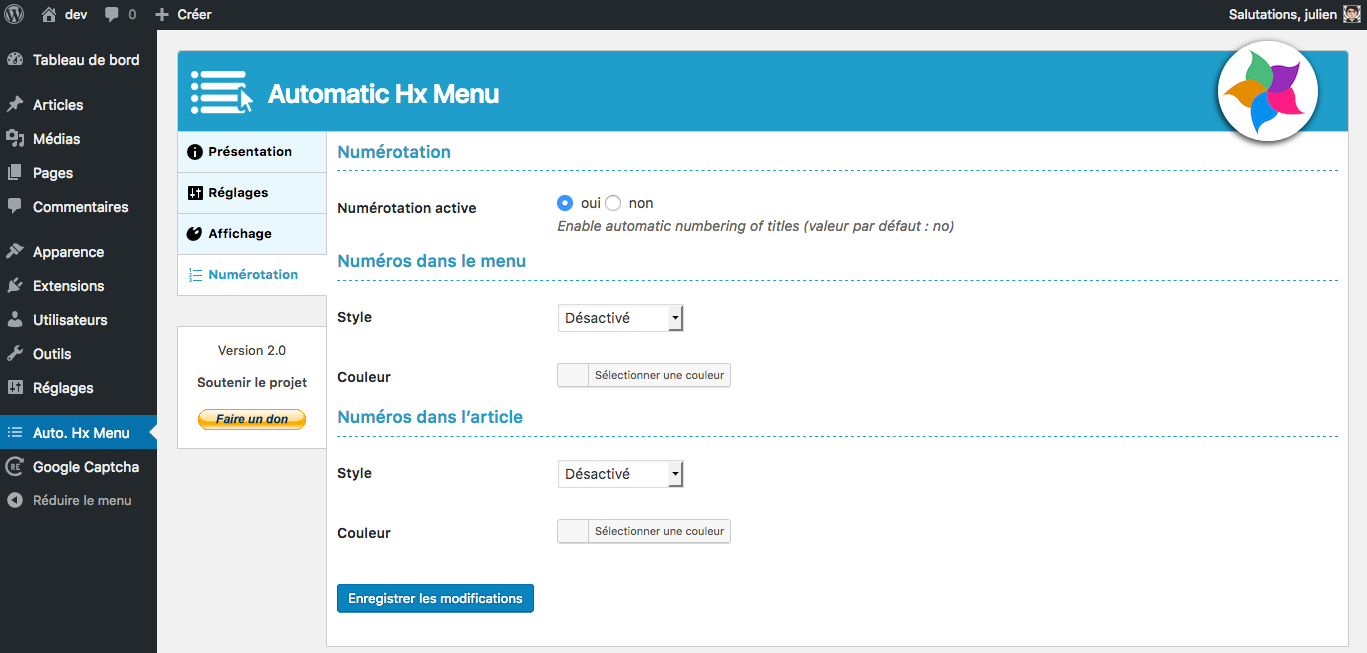 dev 0 Créer Salutations, julien
Tableau de bord
Articles
Médias
Pages
Commentaires
Apparence
Extensions
Utilisateurs
Outils
Réglages
Auto. Hx Menu
Google Captcha
Réduire le menu
Automatic Hx Menu
Présentation
Réglages
Affichage
Numérotation
Version 2.0
Soutenir le projet
Faire un don
Numérotation
Numérotation active oui non
Enable automatic numbering of titles (valeur par défaut : no)
Numéros dans le menu
Style Désactivé
Couleur Sélectionner une couleur
Numéros dans l’article
Style Désactivé
Couleur Sélectionner une couleur
Enregistrer les modifications